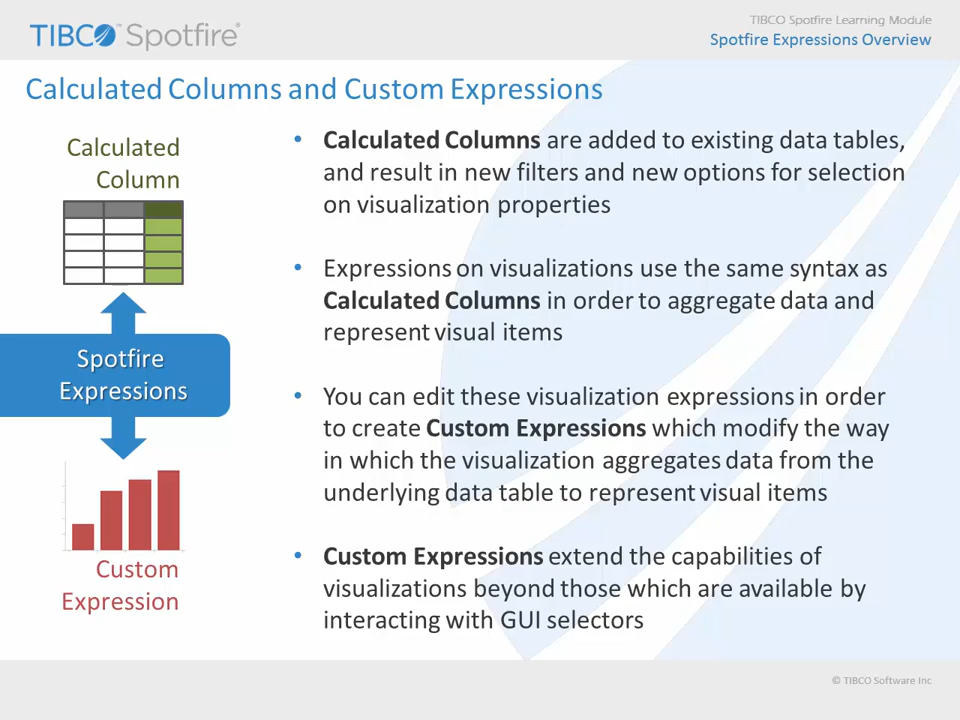 TIBCO™ Spotfire®
TIBCO Spotfire Learning Module
Spotfire Expressions Overview
Calculated Columns and Custom Expressions
Calculated
Column
Spotfire
Expressions
Custom
Expression
• Calculated Columns are added to existing data tables,
and result in new filters and new options for selection
on visualization properties
• Expressions on visualizations use the same syntax as
Calculated Columns in order to aggregate data and
represent visual items
• You can edit these visualization expressions in order
to create Custom Expressions which modify the way
in which the visualization aggregates data from the
underlying data table to represent visual items
• Custom Expressions extend the capabilities of
visualizations beyond those which are available by
interacting with GUI selectors
© TIBCO Software Inc